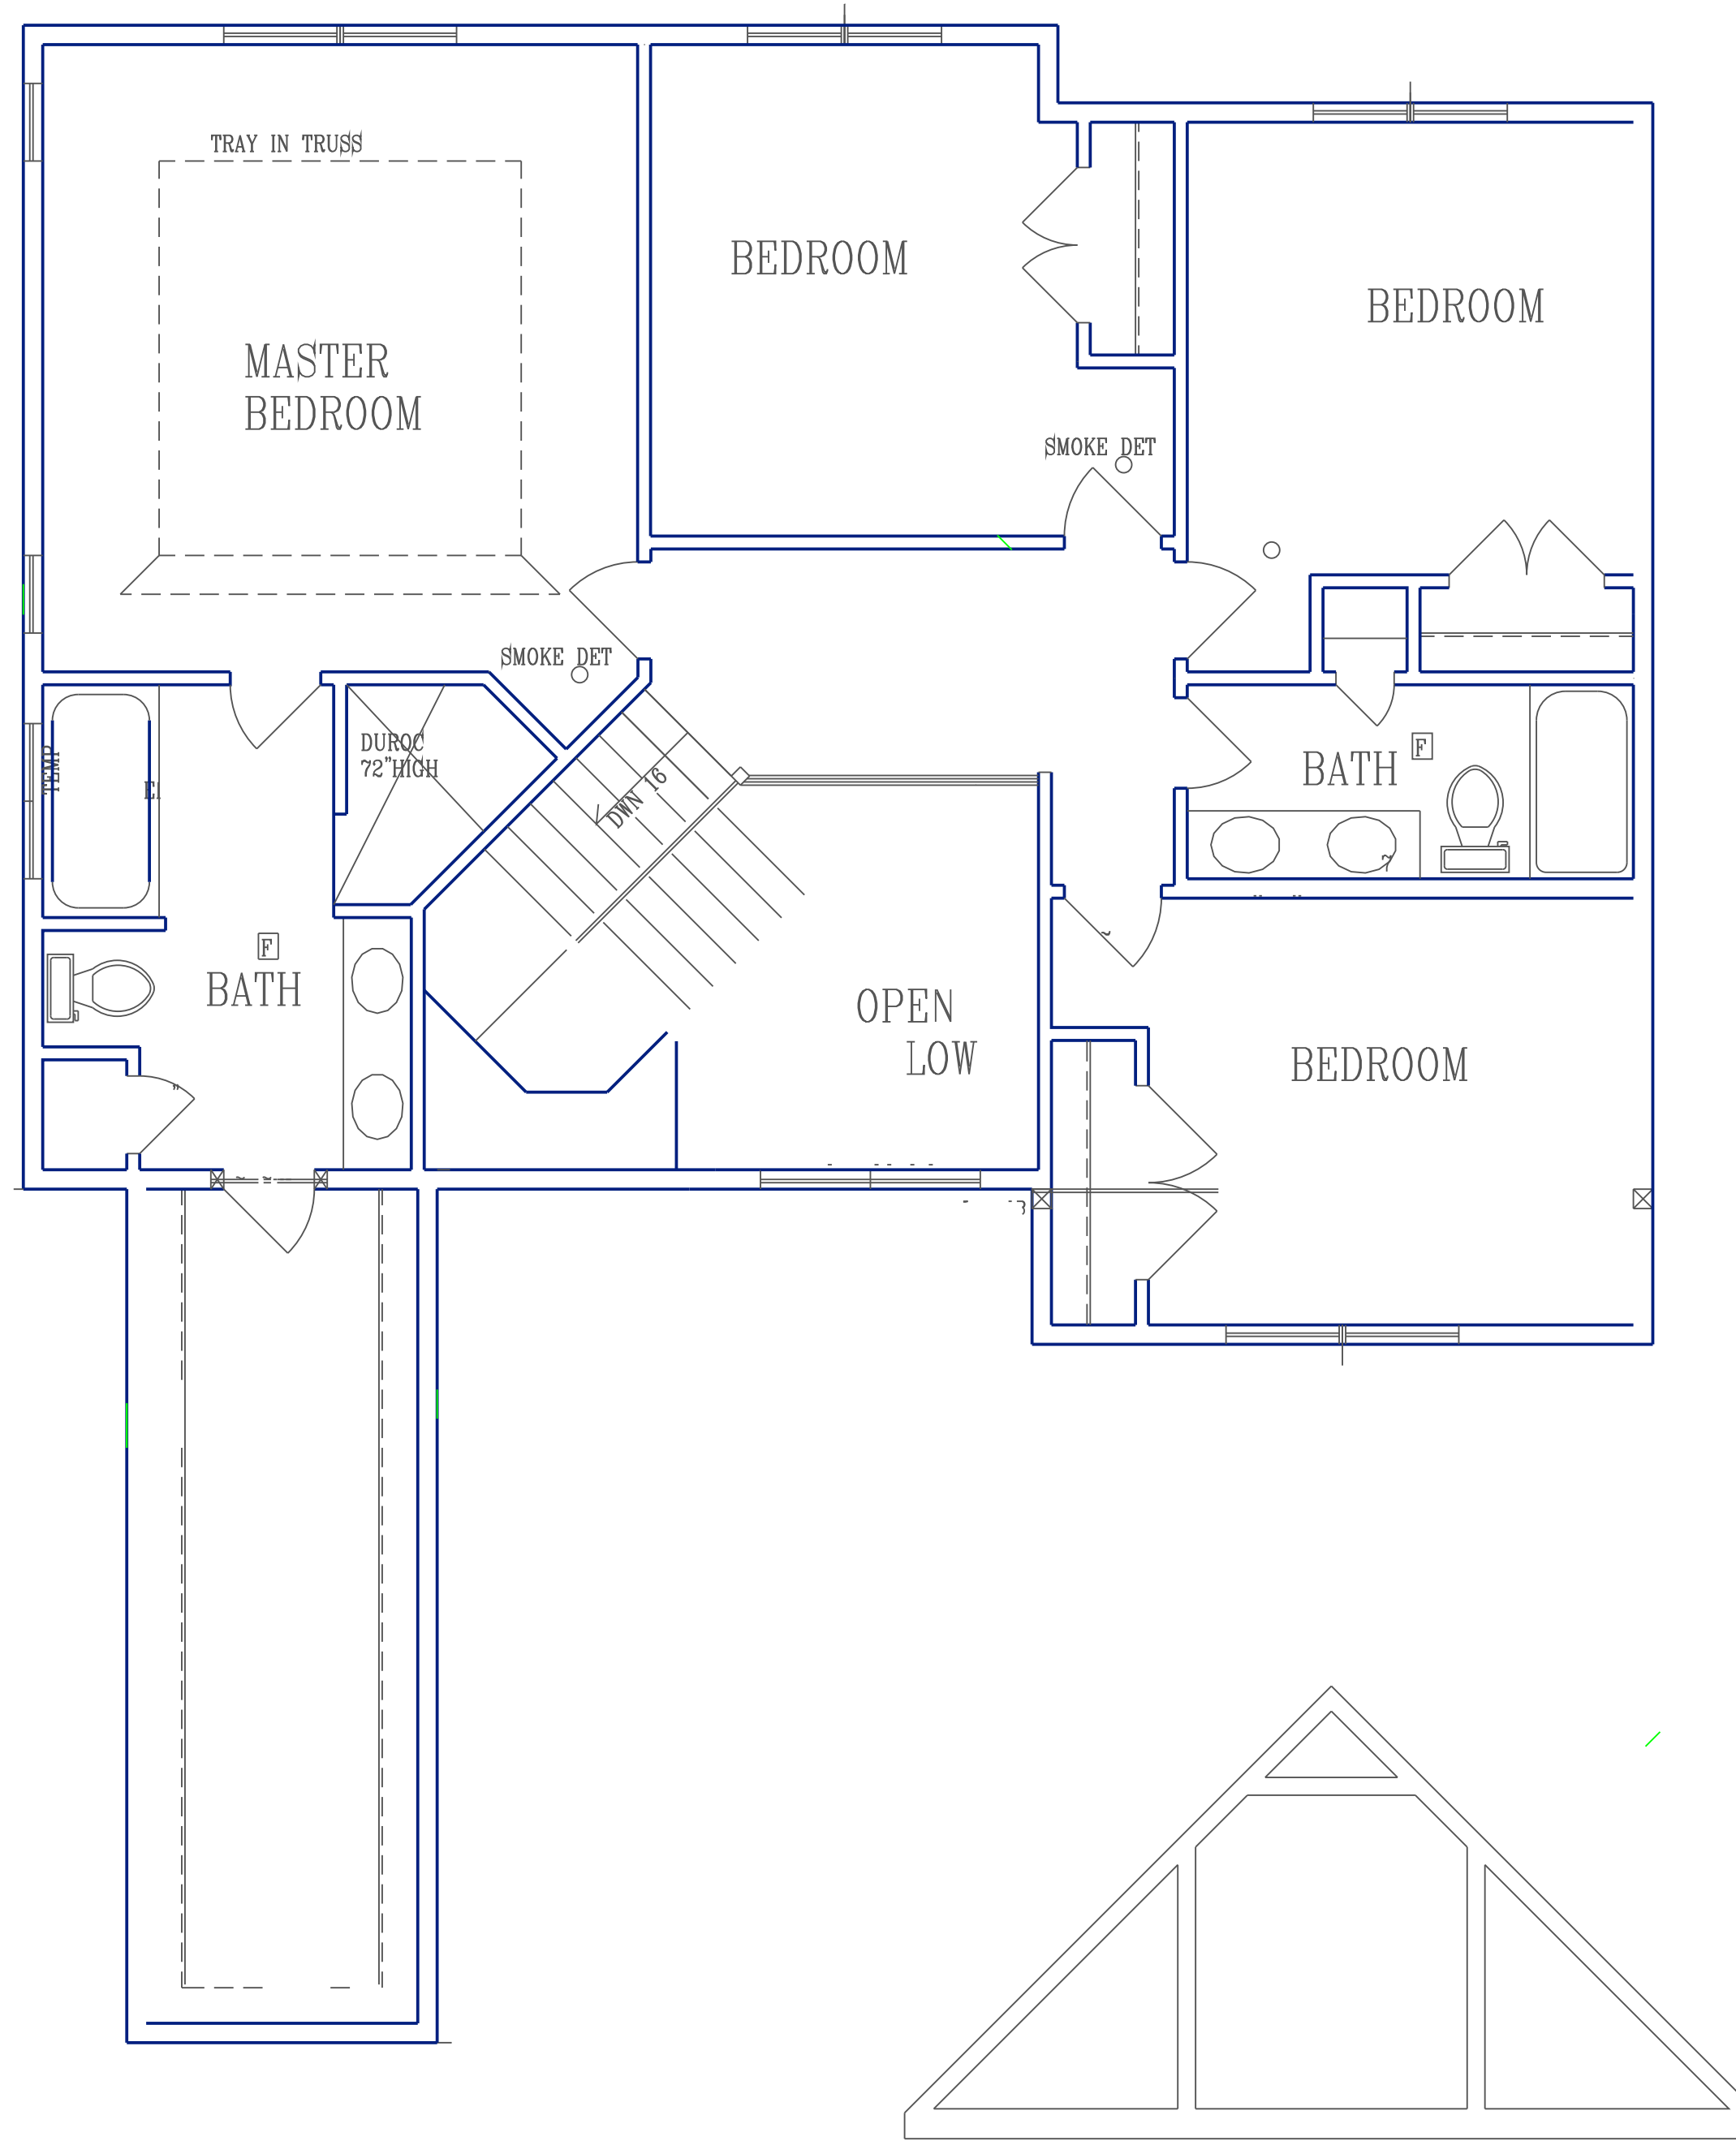 TRAY IN TRUSS
BEDROOM
BEDROOM
MASTER
BEDROOM
SMOKE DET
SMOKE DET
DUROC
72"HIGH
TEMP
DWN 16
BATH
F
F
BATH
OPEN
LOW
BEDROOM